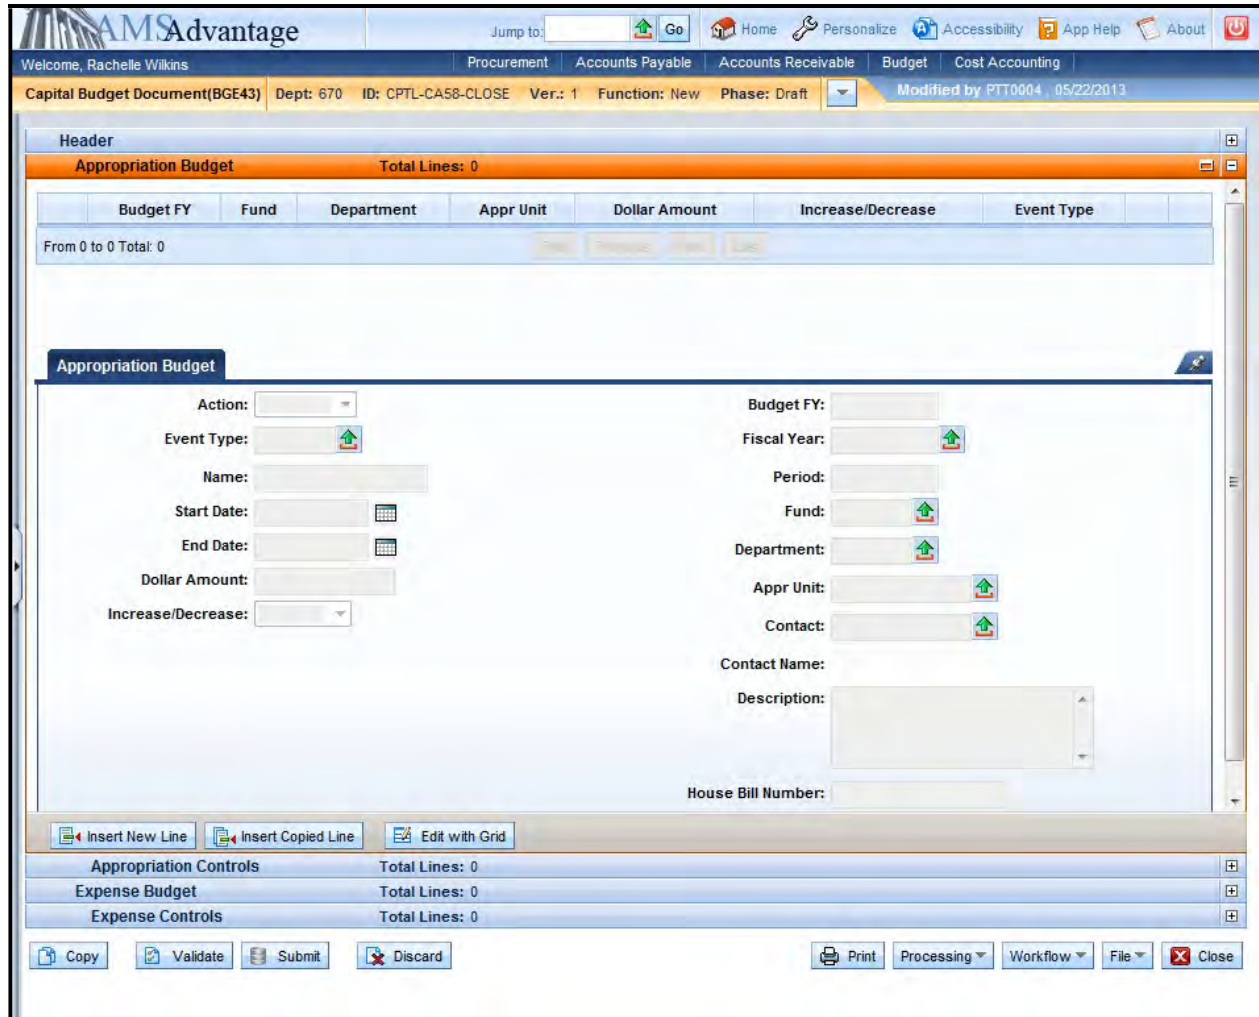 AMSAdvantage
Jump to: Go Home Personalize Accessibility App Help About
Welcome, Rachelle Wilkins Procurement Accounts Payable Accounts Receivable Budget Cost Accounting
Capital Budget Document(BGE43) Dept: 670 ID: CPTL-CA58-CLOSE Ver.: 1 Function: New Phase: Draft Modified by PTT0004 , 05/22/2013
Header
Appropriation Budget Total Lines: 0
Budget FY Fund Department Appr Unit Dollar Amount Increase/Decrease Event Type
From 0 to 0 Total: 0
Appropriation Budget
Action: Budget FY:
Event Type: Fiscal Year:
Name: Period:
Start Date: Fund:
End Date: Department:
Dollar Amount: Appr Unit:
Increase/Decrease: Contact:
Contact Name:
Description:
House Bill Number:
Insert New Line Insert Copied Line Edit with Grid
Appropriation Controls Total Lines: 0
Expense Budget Total Lines: 0
Expense Controls Total Lines: 0
Copy Validate Submit Discard Print Processing Workflow File Close